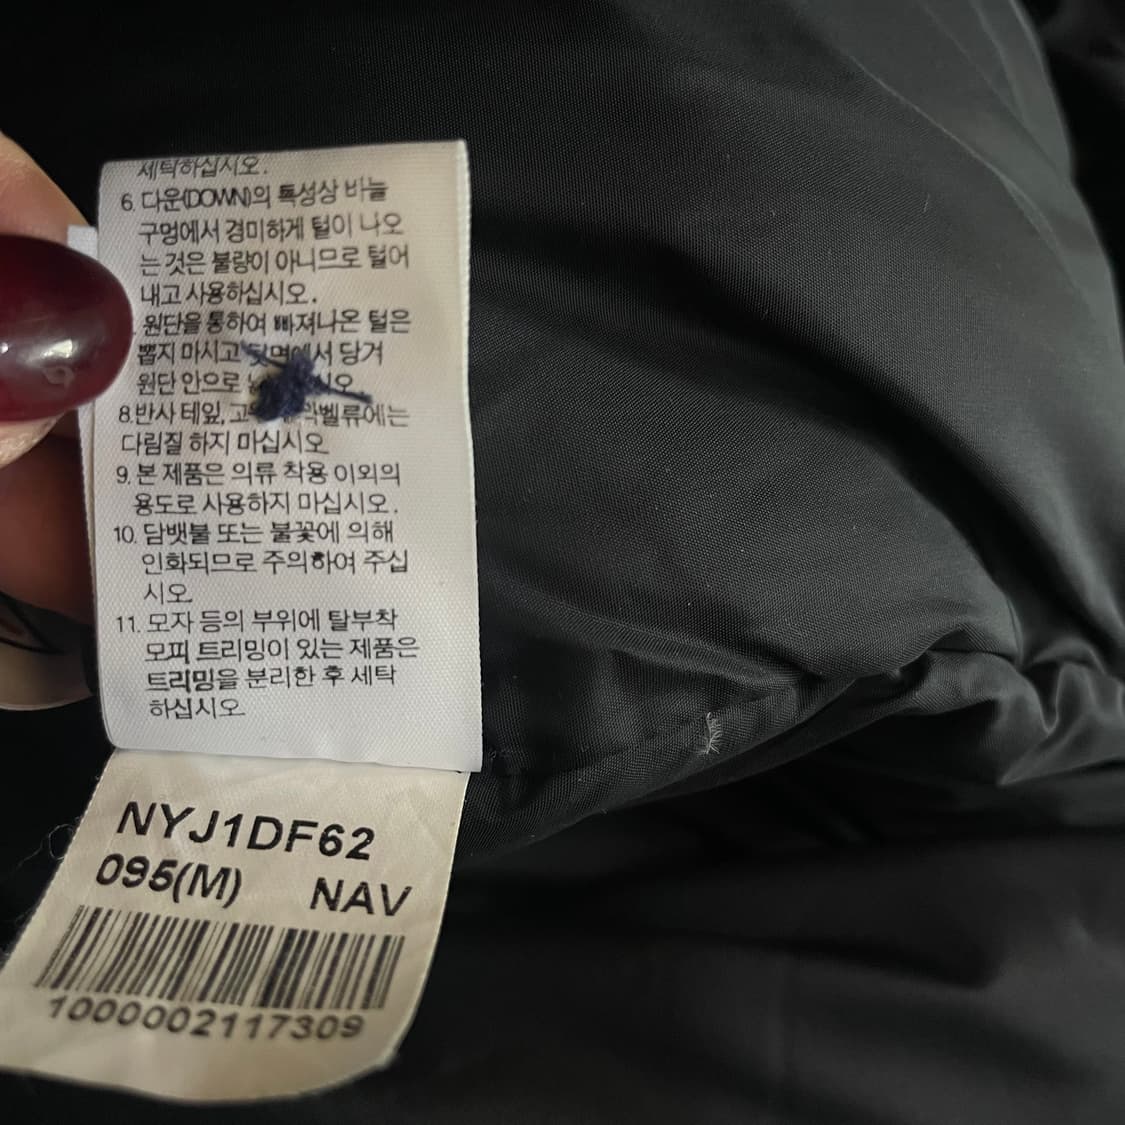 세탁하십시오.
6. 다운(DOWN)의 특성상 바늘
구멍에서 경미하게 털이 나오
는 것은 불량이 아니므로 털어
내고 사용하십시오.
원단을 통하여 빠져나온 털은
뽑지 마시고 뒷면에서 당겨
원단 안으로
8.반사 테잎,
다림질 하지 마십시오
9. 본 제품은 의류 착용 이외의
용도로 사용하지 마십시오.
10. 담뱃불 또는 불꽃에 의해
인화되므로 주의하여 주십
시오.
11. 모자 등의 부위에 탈부착
모피 트리밍이 있는 제품은
트리밍을 분리한 후 세탁
하십시오
NYJ1DF62
095(M) NAV
1000002117309